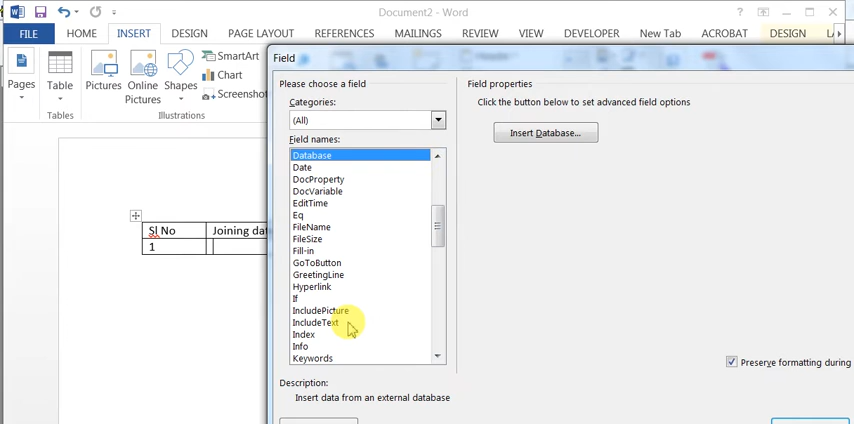 Document2 - Word
FILE HOME INSERT DESIGN PAGE LAYOUT REFERENCES MAILINGS REVIEW VIEW DEVELOPER New Tab ACROBAT DESIGN
Pages
Table
Tables
Pictures
Online
Pictures
Shapes
SmartArt
Chart
Screenshot
Illustrations
Field
Please choose a field
Categories:
(All)
Field names:
Database
Date
DocProperty
DocVariable
EditTime
Eq
FileName
FileSize
Fill-in
GoToButton
GreetingLine
Hyperlink
If
IncludePicture
IncludeText
Index
Info
Keywords
Description:
Insert data from an external database
Field properties
Click the button below to set advanced field options
Insert Database...
Preserve formatting during
Sl No Joining dat
1